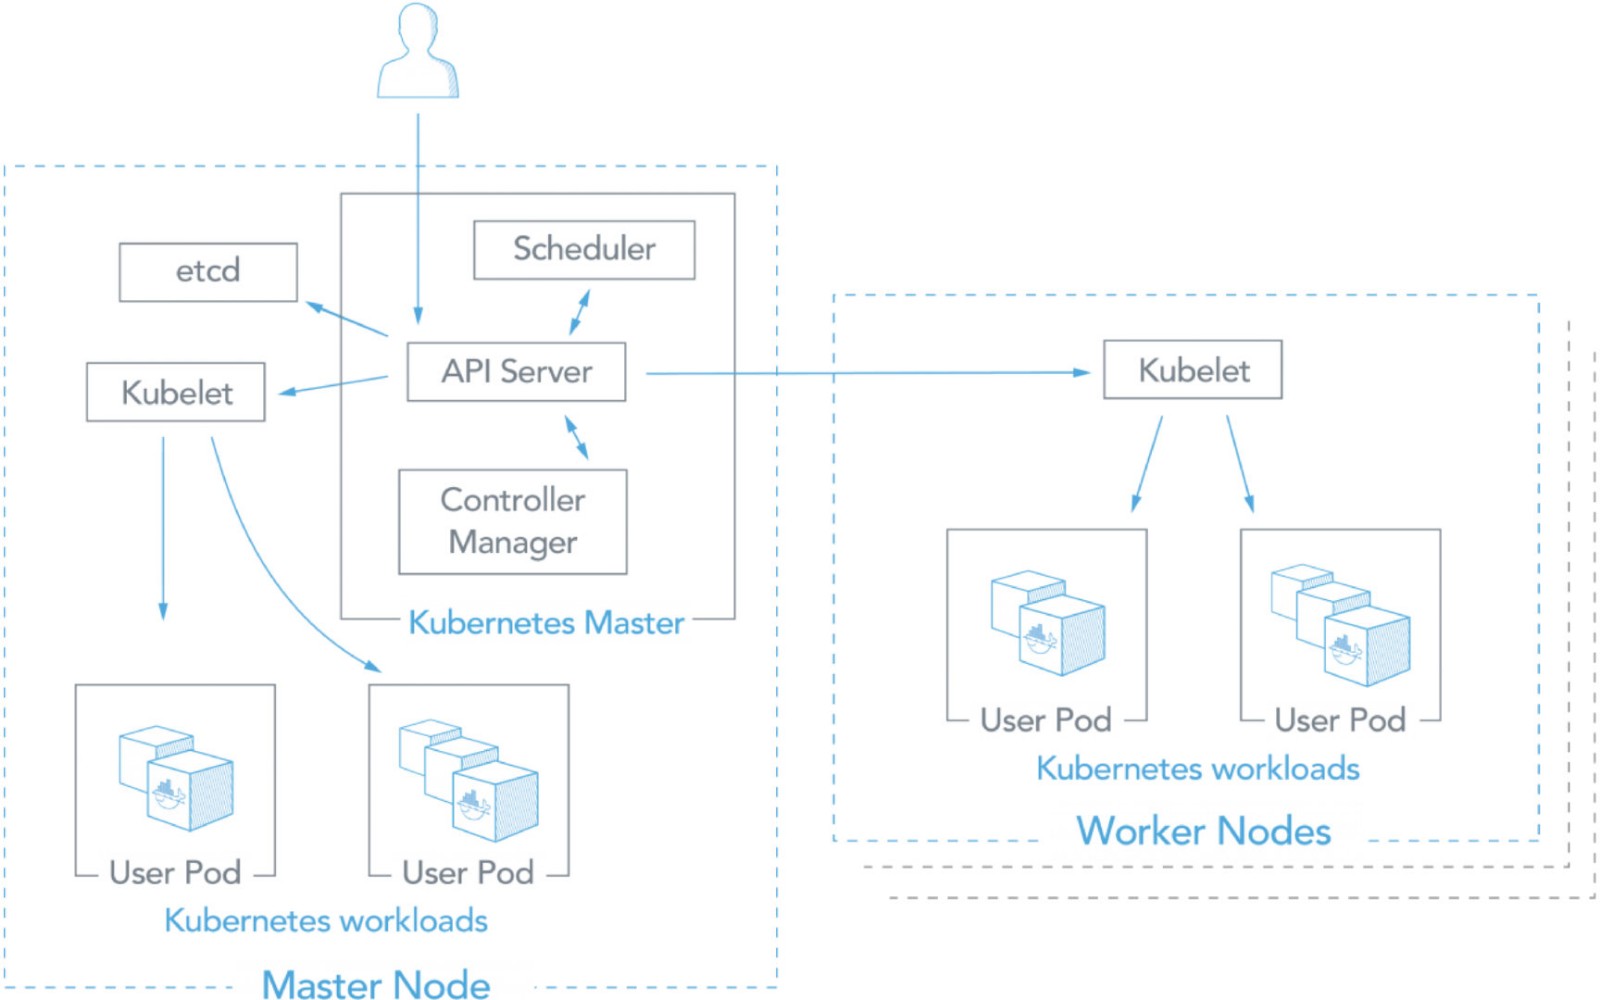 etcd
Scheduler
API Server
Kubelet
Controller
Manager
Kubernetes Master
User Pod
User Pod
Kubernetes workloads
Master Node
Kubelet
User Pod
User Pod
Kubernetes workloads
Worker Nodes